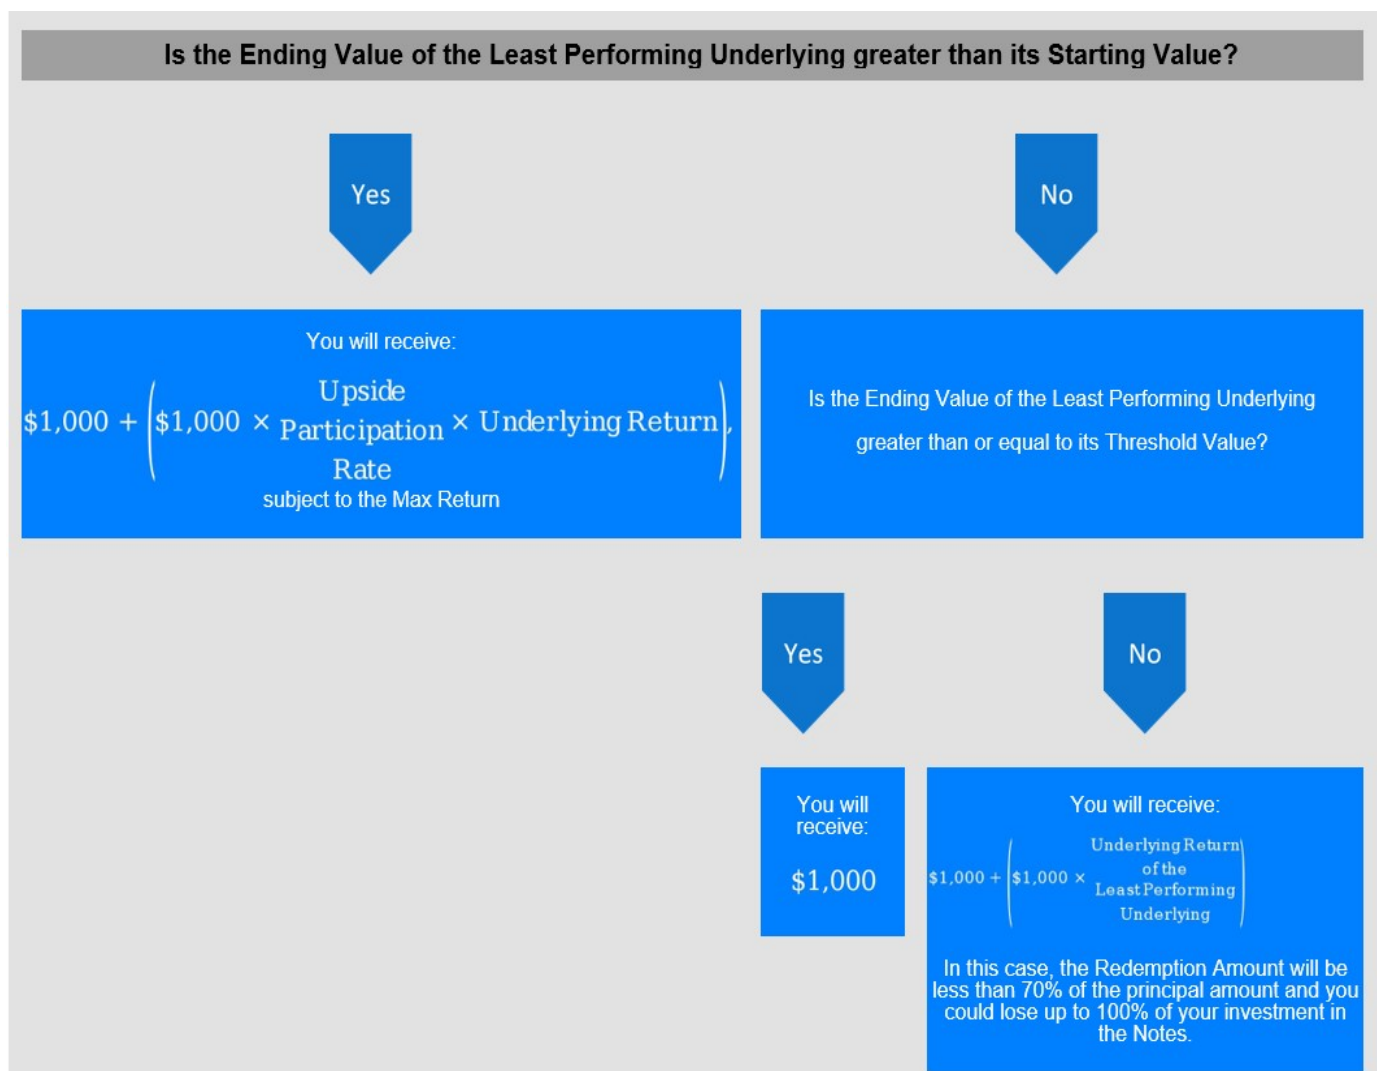 Is the Ending Value of the Least Performing Underlying greater than its Starting Value?
Yes
No
You will receive:
$1,000 + ($1,000 × Upside Participation Rate × Underlying Return),
subject to the Max Return
Is the Ending Value of the Least Performing Underlying
greater than or equal to its Threshold Value?
Yes
No
You will
receive:
$1,000
You will receive:
$1,000 + ($1,000 × Underlying Return of the Least Performing Underlying)
In this case, the Redemption Amount will be
less than 70% of the principal amount and you
could lose up to 100% of your investment in
the Notes.